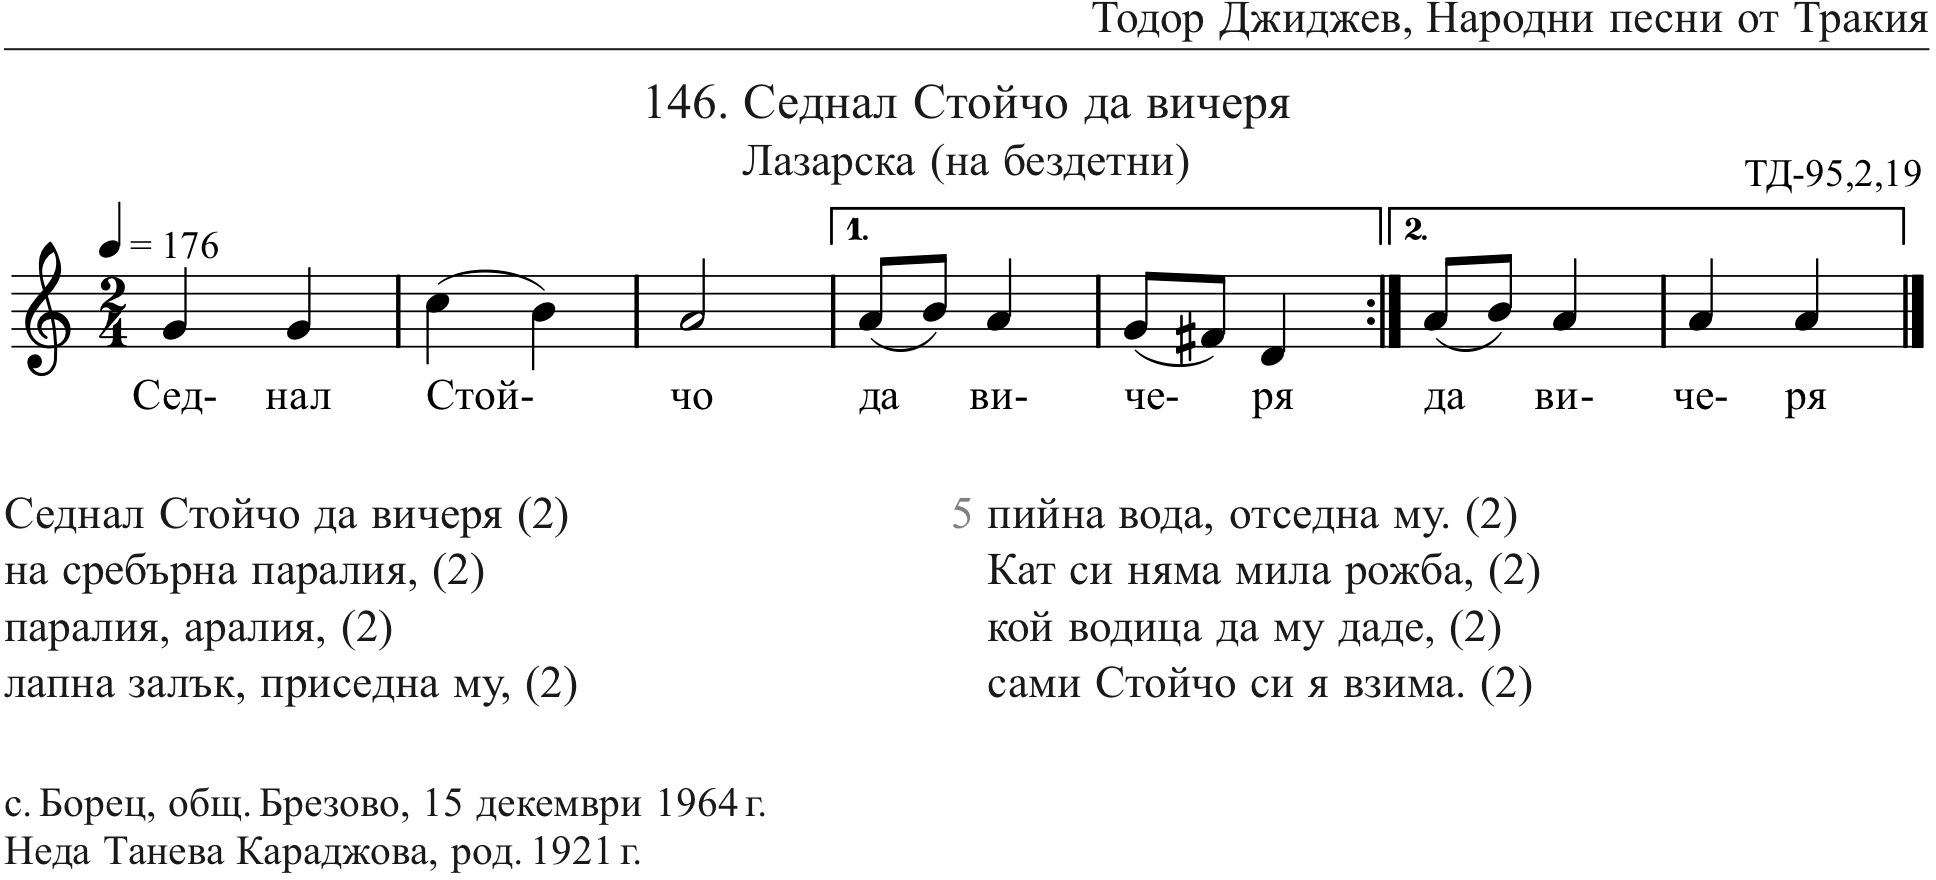 Тодор Джиджев, Народни песни от Тракия
146. Седнал Стойчо да вичеря
Лазарска (на бездетни)
ТД-95,2,19
= 176
1. 2.
2
4
Сед- нал Стой- чо да ви- че- ря да ви- че- ря
Седнал Стойчо да вичеря (2)
на сребърна паралия, (2)
паралия, аралия, (2)
лапна залък, приседна му, (2)
5 пийна вода, отседна му. (2)
Кат си няма мила рожба, (2)
кой водица да му даде, (2)
сами Стойчо си я взима. (2)
с. Борец, общ. Брезово, 15 декември 1964 г.
Неда Танева Караджова, род. 1921 г.